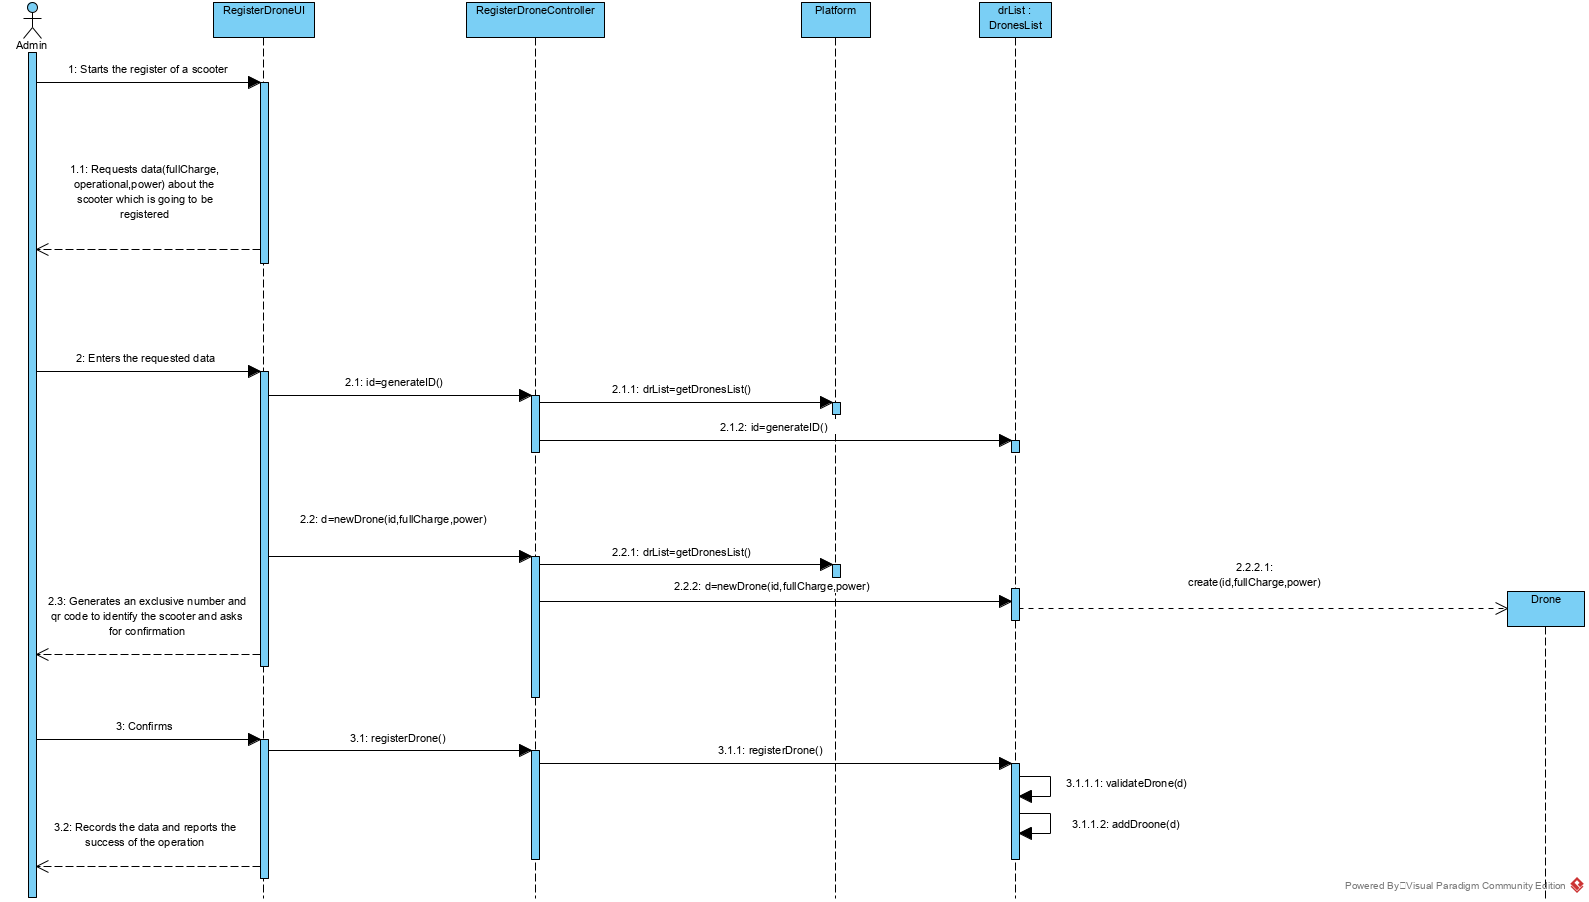 RegisterDroneUI
RegisterDroneController
Platform
drList :
DronesList
Admin
1: Starts the register of a scooter
1.1: Requests data(fullCharge,
operational,power) about the
scooter which is going to be
registered
2: Enters the requested data
2.1: id=generateID()
2.1.1: drList=getDronesList()
2.1.2: id=generateID()
2.2: d=newDrone(id,fullCharge,power)
2.2.1: drList=getDronesList()
2.2.2: d=newDrone(id,fullCharge,power)
2.2.2.1:
create(id,fullCharge,power)
Drone
2.3: Generates an exclusive number and
qr code to identify the scooter and asks
for confirmation
3: Confirms
3.1: registerDrone()
3.1.1: registerDrone()
3.1.1.1: validateDrone(d)
3.1.1.2: addDroone(d)
3.2: Records the data and reports the
success of the operation
Powered By Visual Paradigm Community Edition